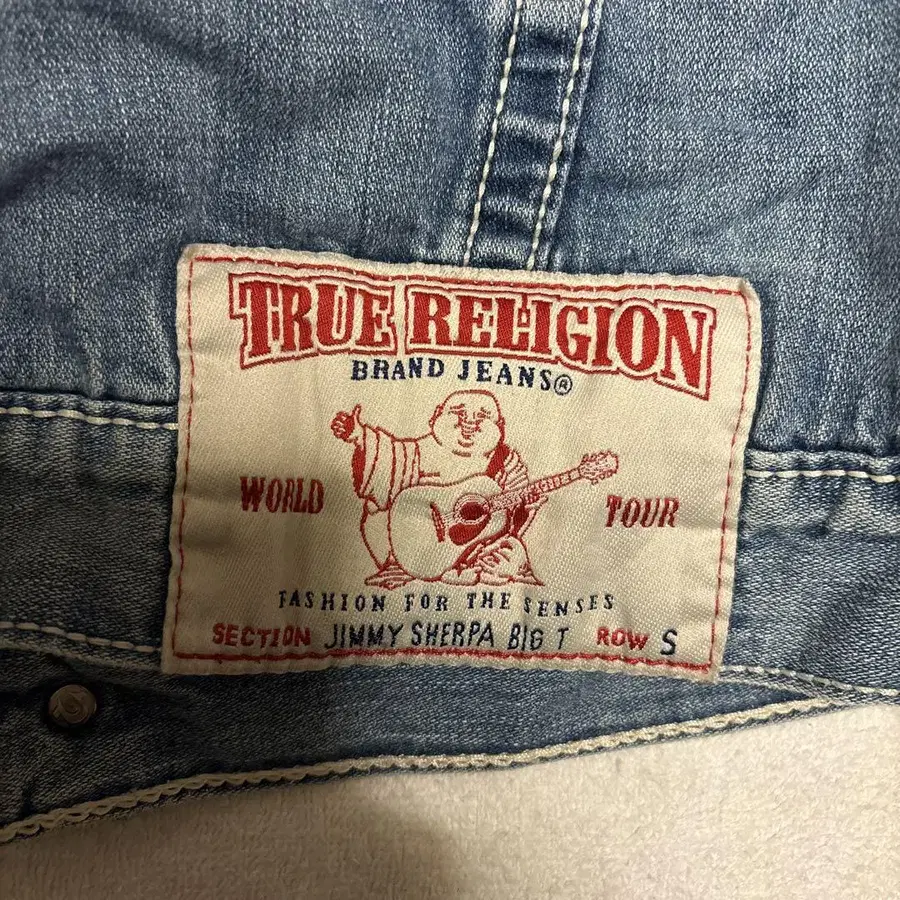 TRUE RELIGION
BRAND JEANS®
WORLD TOUR
FASHION FOR THE SENSES
SECTION JIMMY SHERPA BIG T ROW S